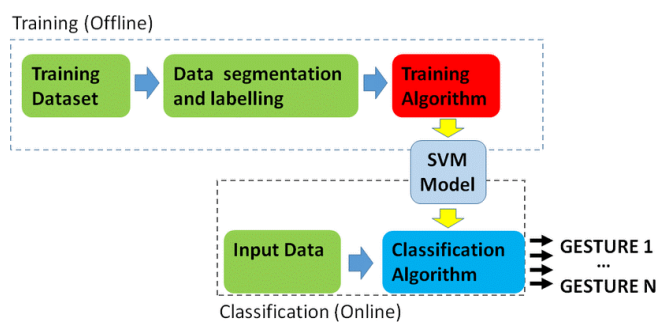 Training (Offline)
Training
Dataset
Data segmentation
and labelling
Training
Algorithm
SVM
Model
Input Data
Classification
Algorithm
GESTURE 1
...
GESTURE N
Classification (Online)